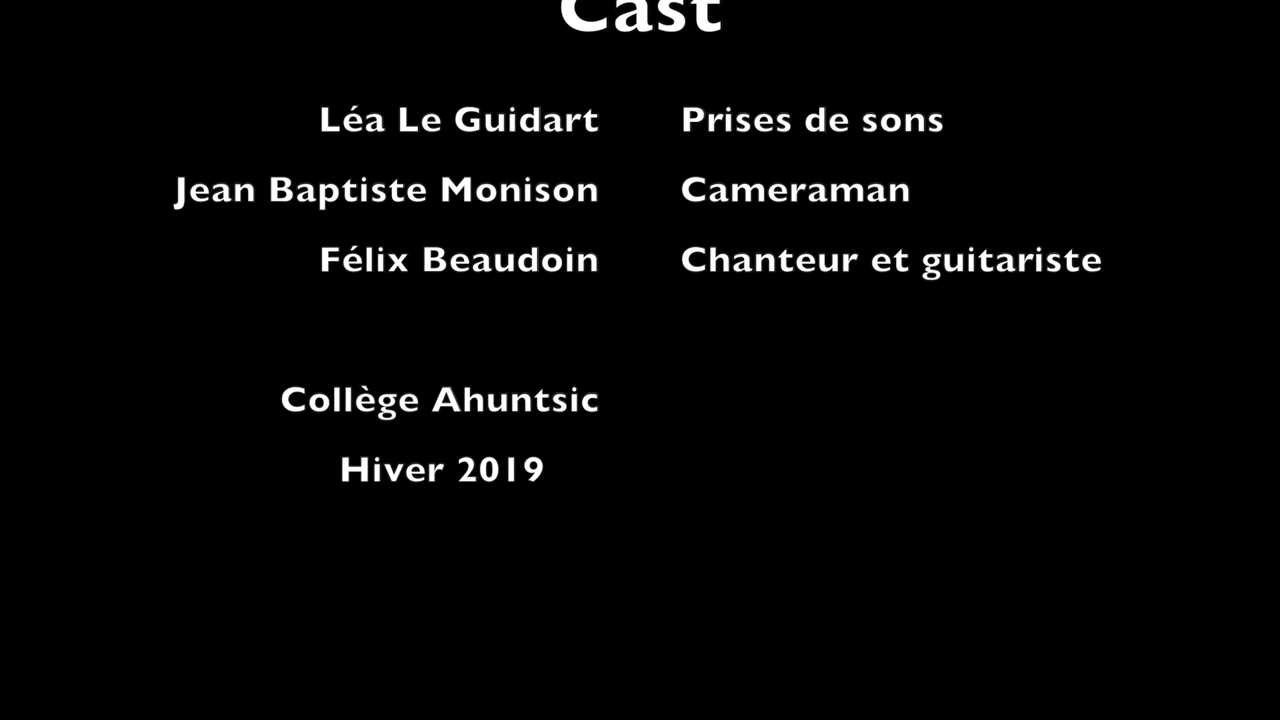 Cast
Léa Le Guidart Prises de sons
Jean Baptiste Monison Cameraman
Félix Beaudoin Chanteur et guitariste
Collège Ahuntsic
Hiver 2019